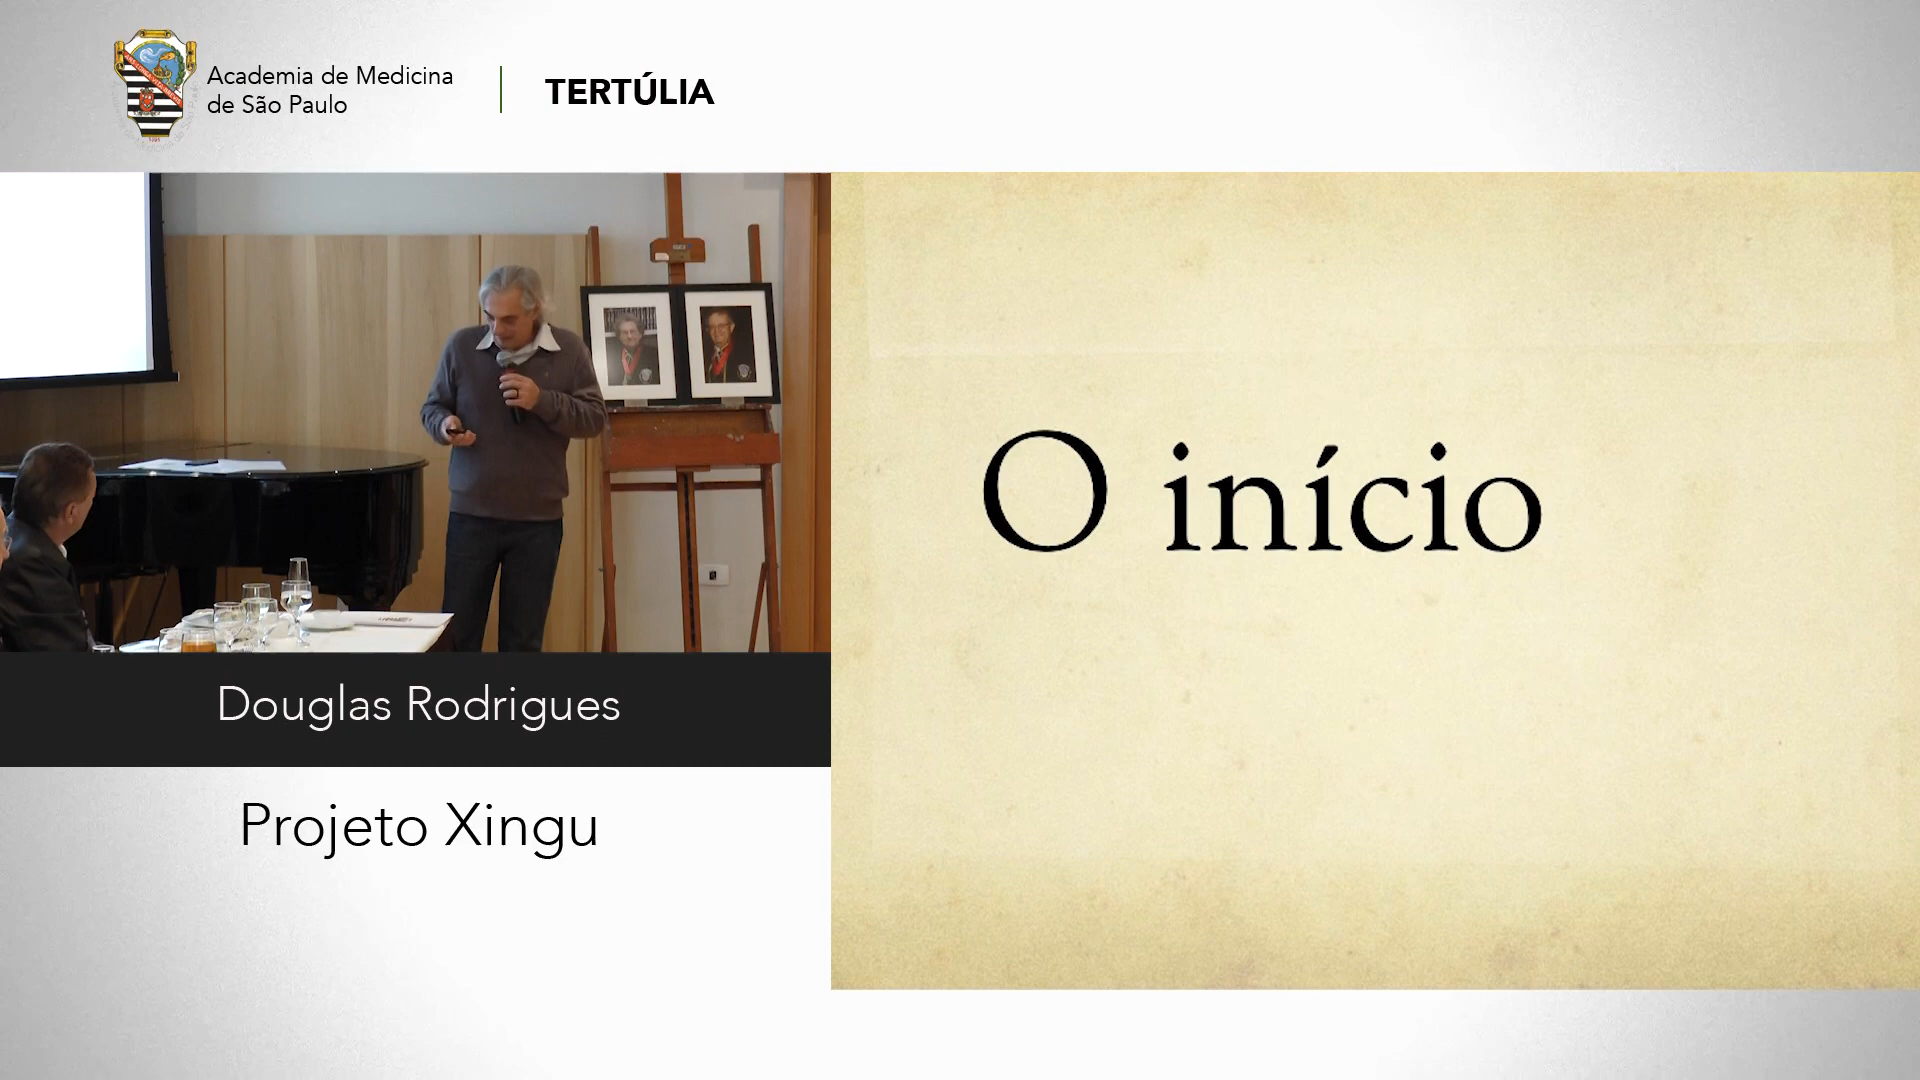 Academia de Medicina
de São Paulo
TERTÚLIA
O início
Douglas Rodrigues
Projeto Xingu